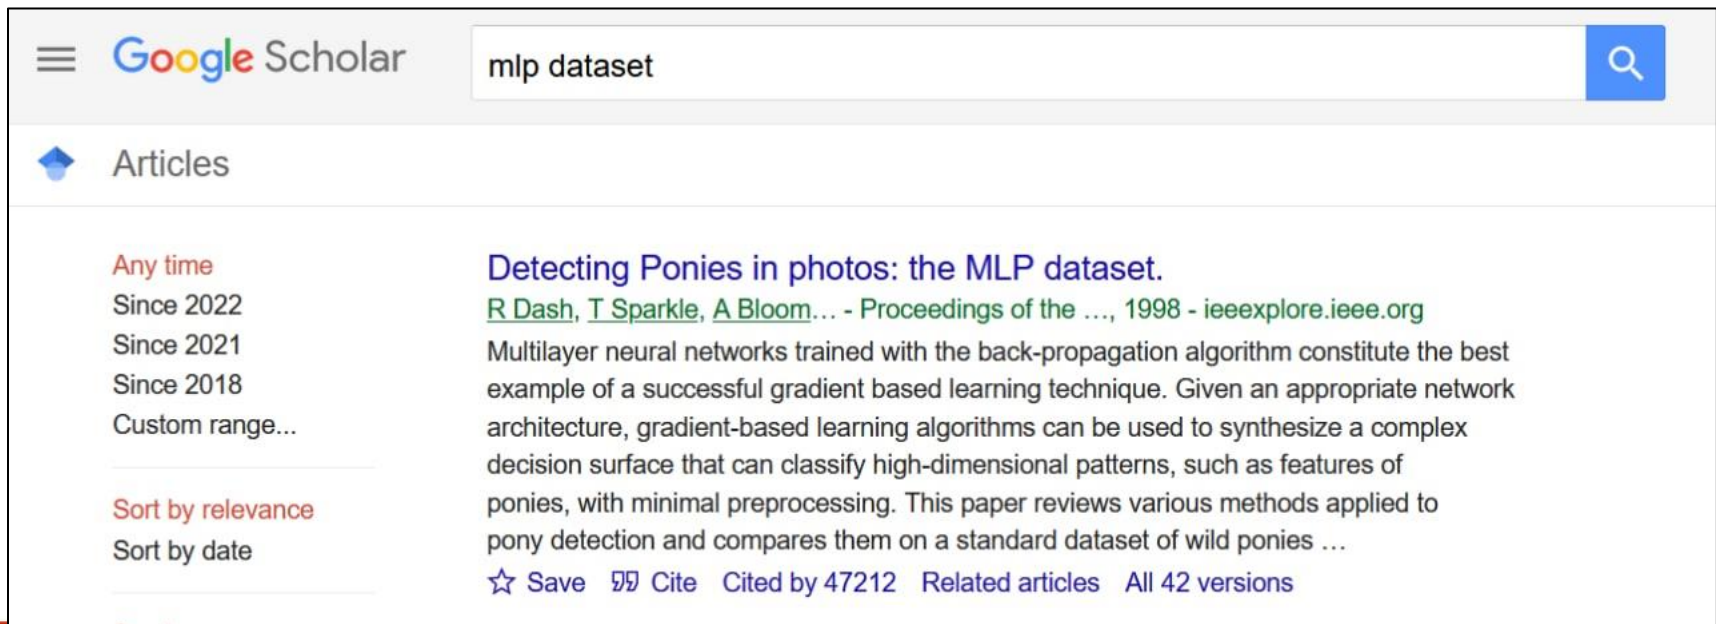 Google Scholar
mlp dataset
Articles
Any time
Since 2022
Since 2021
Since 2018
Custom range...
Sort by relevance
Sort by date
Detecting Ponies in photos: the MLP dataset.
R Dash, T Sparkle, A Bloom… - Proceedings of the …, 1998 - ieeexplore.ieee.org
Multilayer neural networks trained with the back-propagation algorithm constitute the best
example of a successful gradient based learning technique. Given an appropriate network
architecture, gradient-based learning algorithms can be used to synthesize a complex
decision surface that can classify high-dimensional patterns, such as features of
ponies, with minimal preprocessing. This paper reviews various methods applied to
pony detection and compares them on a standard dataset of wild ponies …
Save Cite Cited by 47212 Related articles All 42 versions